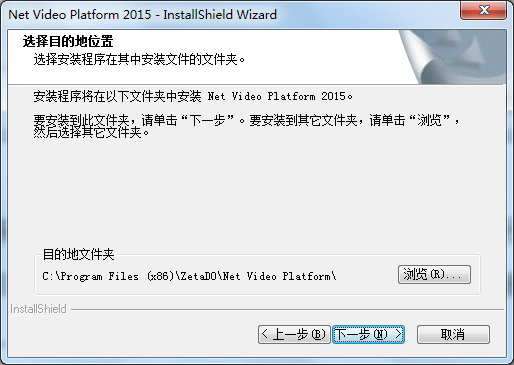 Net Video Platform 2015 - InstallShield Wizard
选择目的地位置
选择安装程序在其中安装文件的文件夹。
安装程序将在以下文件夹中安装 Net Video Platform 2015。
要安装到此文件夹，请单击“下一步”。要安装到其它文件夹，请单击“浏览”，
然后选择其它文件夹。
目的地文件夹
C:\Program Files (x86)\ZetaDO\Net Video Platform\
浏览(R)...
InstallShield
< 上一步(B)
下一步(N) >
取消